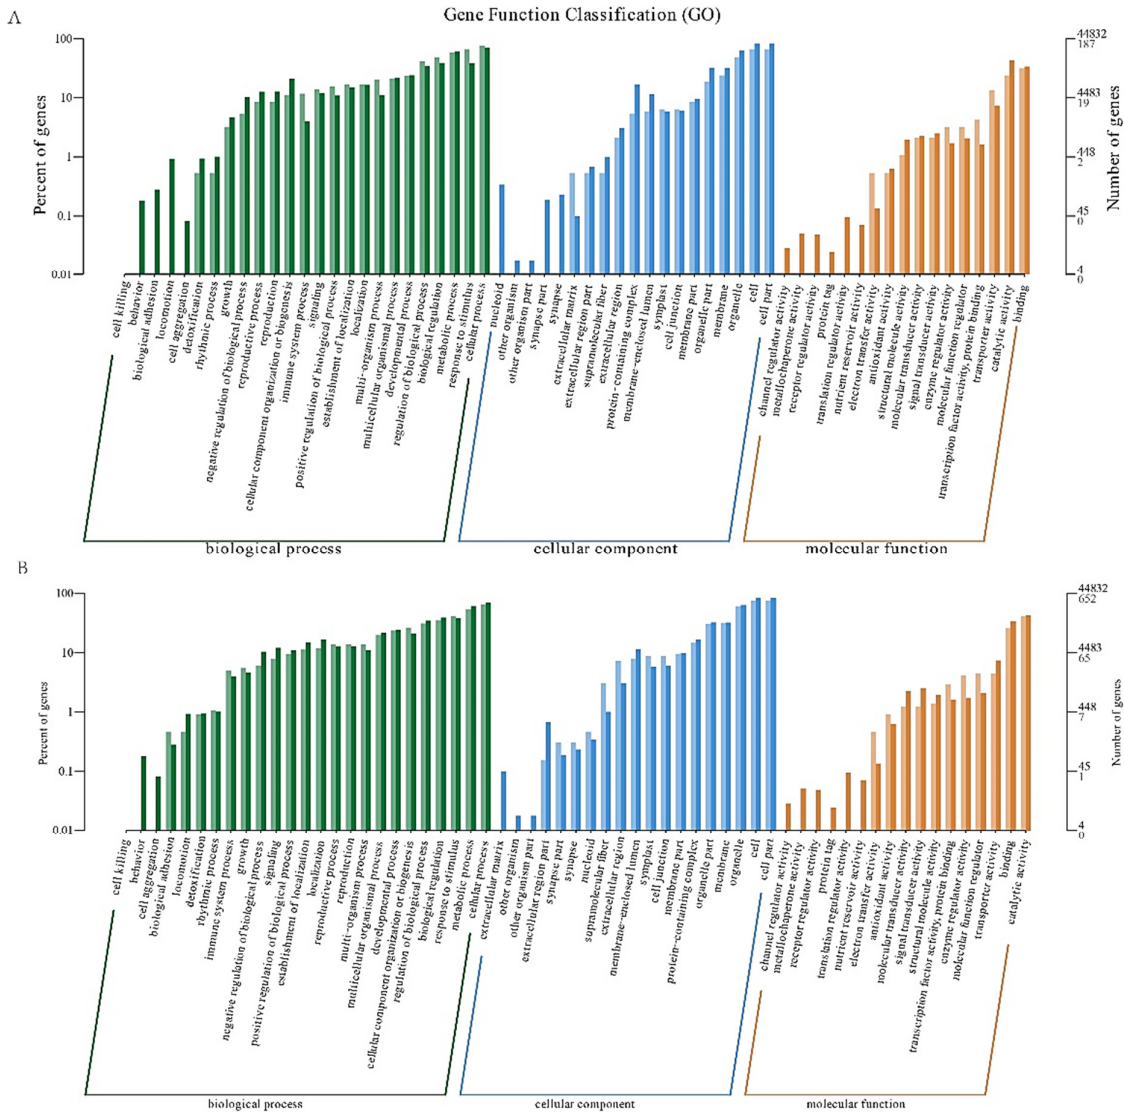 A
Gene Function Classification (GO)
100
10
1
0.1
0.01
Percent of genes
44832
187
4483
19
448
2
45
0
4
0
Number of genes
cell killing
behavior
biological adhesion
locomotion
cell aggregation
detoxification
rhythmic process
growth
negative regulation of biological process
reproductive process
reproduction
cellular component organization or biogenesis
immune system process
signaling
positive regulation of biological process
establishment of localization
localization
multi-organism process
multicellular organismal process
developmental process
regulation of biological process
biological regulation
metabolic process
response to stimulus
cellular process
nucleoid
other organism
other organism part
synapse part
synapse
extracellular matrix
extracellular region part
supramolecular fiber
extracellular region
protein-containing complex
membrane-enclosed lumen
symplast
cell junction
membrane part
organelle part
membrane
organelle
cell
cell part
channel regulator activity
metallochaperone activity
receptor regulator activity
protein tag
translation regulator activity
nutrient reservoir activity
electron transfer activity
antioxidant activity
structural molecule activity
molecular transducer activity
signal transducer activity
enzyme regulator activity
molecular function regulator
transcription factor activity, protein binding
transporter activity
catalytic activity
binding
biological process
cellular component
molecular function
B
100
10
1
0.1
0.01
Percent of genes
44832
652
4483
65
448
7
45
1
4
0
Number of genes
cell killing
behavior
cell aggregation
biological adhesion
locomotion
detoxification
rhythmic process
immune system process
growth
negative regulation of biological process
signaling
positive regulation of biological process
establishment of localization
localization
reproductive process
reproduction
multi-organism process
multicellular organismal process
developmental process
cellular component organization or biogenesis
regulation of biological process
biological regulation
response to stimulus
metabolic process
cellular process
extracellular matrix
other organism
other organism part
extracellular region part
synapse part
synapse
nucleoid
supramolecular fiber
extracellular region
membrane-enclosed lumen
symplast
cell junction
membrane part
protein-containing complex
organelle part
membrane
organelle
cell
cell part
channel regulator activity
metallochaperone activity
receptor regulator activity
protein tag
translation regulator activity
nutrient reservoir activity
electron transfer activity
antioxidant activity
molecular transducer activity
signal transducer activity
structural molecule activity
transcription factor activity, protein binding
enzyme regulator activity
molecular function regulator
transporter activity
binding
catalytic activity
biological process
cellular component
molecular function